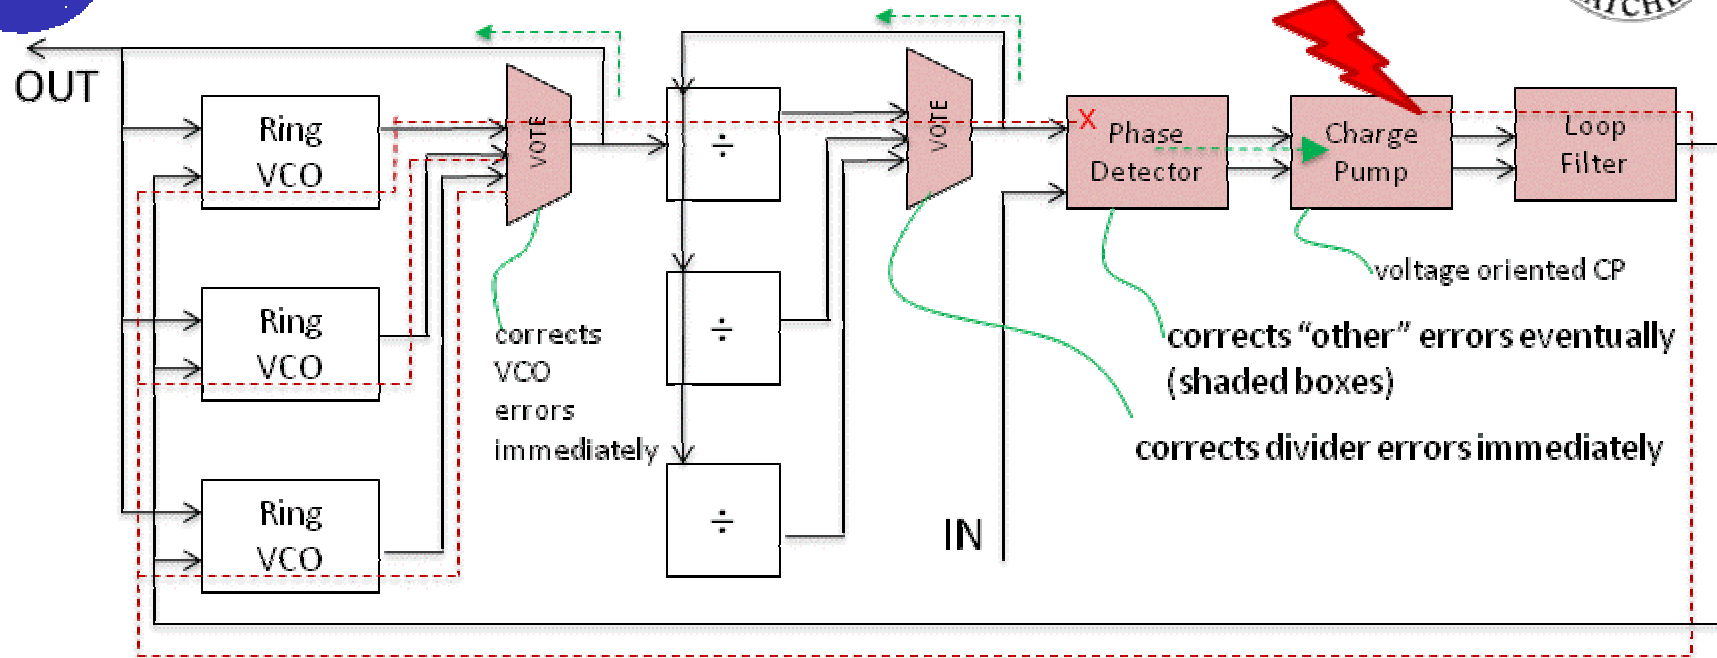 OUT
Ring
VCO
Ring
VCO
Ring
VCO
VOTE
corrects
VCO
errors
immediately
÷
÷
÷
VOTE
IN
X
Phase
Detector
Charge
Pump
Loop
Filter
voltage oriented CP
corrects “other” errors eventually
(shaded boxes)
corrects divider errors immediately